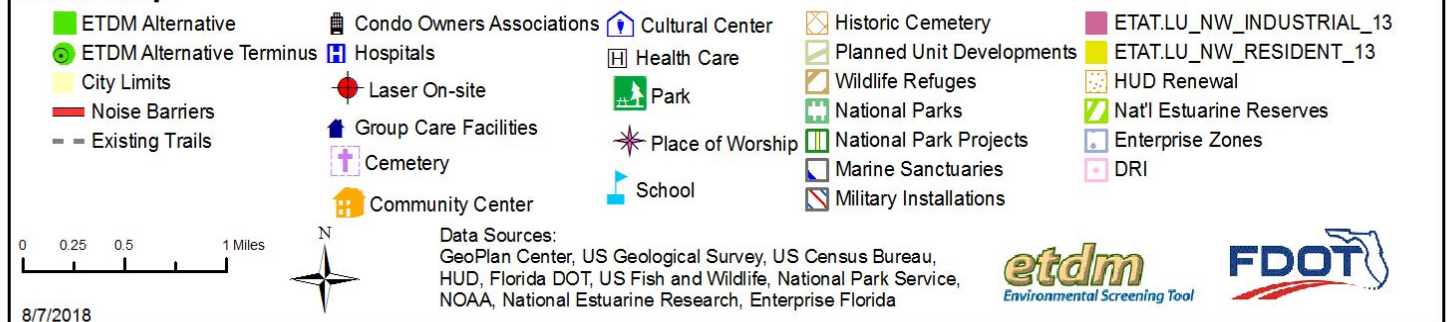 ETDM Alternative
ETDM Alternative Terminus
City Limits
Noise Barriers
Existing Trails
Condo Owners Associations
H Hospitals
Laser On-site
Group Care Facilities
Cemetery
Community Center
Cultural Center
H Health Care
Park
Place of Worship
School
Historic Cemetery
Planned Unit Developments
Wildlife Refuges
National Parks
National Park Projects
Marine Sanctuaries
Military Installations
ETAT.LU_NW_INDUSTRIAL_13
ETAT.LU_NW_RESIDENT_13
HUD Renewal
Nat'l Estuarine Reserves
Enterprise Zones
DRI
0 0.25 0.5 1 Miles
N
Data Sources:
GeoPlan Center, US Geological Survey, US Census Bureau,
HUD, Florida DOT, US Fish and Wildlife, National Park Service,
NOAA, National Estuarine Research, Enterprise Florida
etdm
Environmental Screening Tool
FDOT
8/7/2018